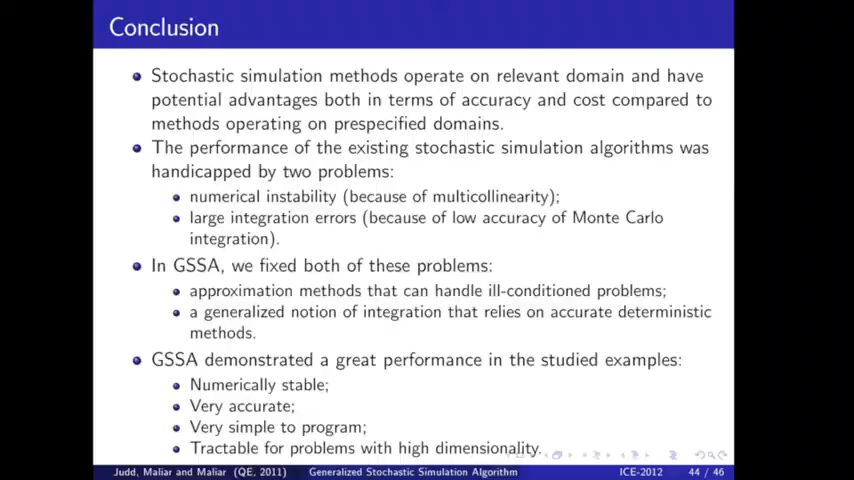 Conclusion
Stochastic simulation methods operate on relevant domain and have
potential advantages both in terms of accuracy and cost compared to
methods operating on prespecified domains.
The performance of the existing stochastic simulation algorithms was
handicapped by two problems:
numerical instability (because of multicollinearity);
large integration errors (because of low accuracy of Monte Carlo
integration).
In GSSA, we fixed both of these problems:
approximation methods that can handle ill-conditioned problems;
a generalized notion of integration that relies on accurate deterministic
methods.
GSSA demonstrated a great performance in the studied examples:
Numerically stable;
Very accurate;
Very simple to program;
Tractable for problems with high dimensionality.
Judd, Maliar and Maliar (QE, 2011) Generalized Stochastic Simulation Algorithm ICE-2012 44 / 46